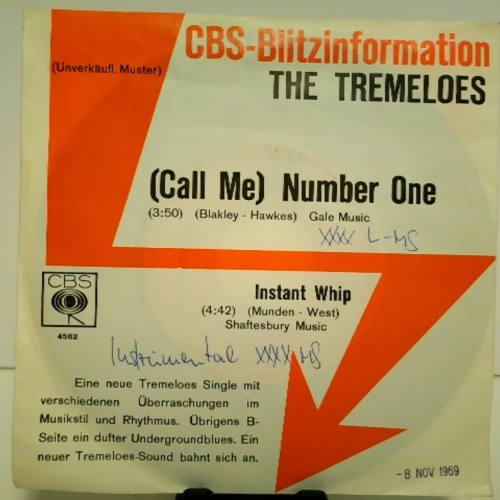 CBS-Blitzinformation
(Unverkäufl. Muster)
THE TREMELOES
(Call Me) Number One
(3:50) (Blakley - Hawkes) Gale Music
XXXX L-MS
Instant Whip
(4:42) (Munden - West)
Shaftesbury Music
CBS
4582
Instrumental XXXX MS
Eine neue Tremeloes Single mit
verschiedenen Überraschungen im
Musikstil und Rhythmus. Übrigens B-
Seite ein dufter Undergroundblues. Ein
neuer Tremeloes-Sound bahnt sich an.
-8 NOV 1969